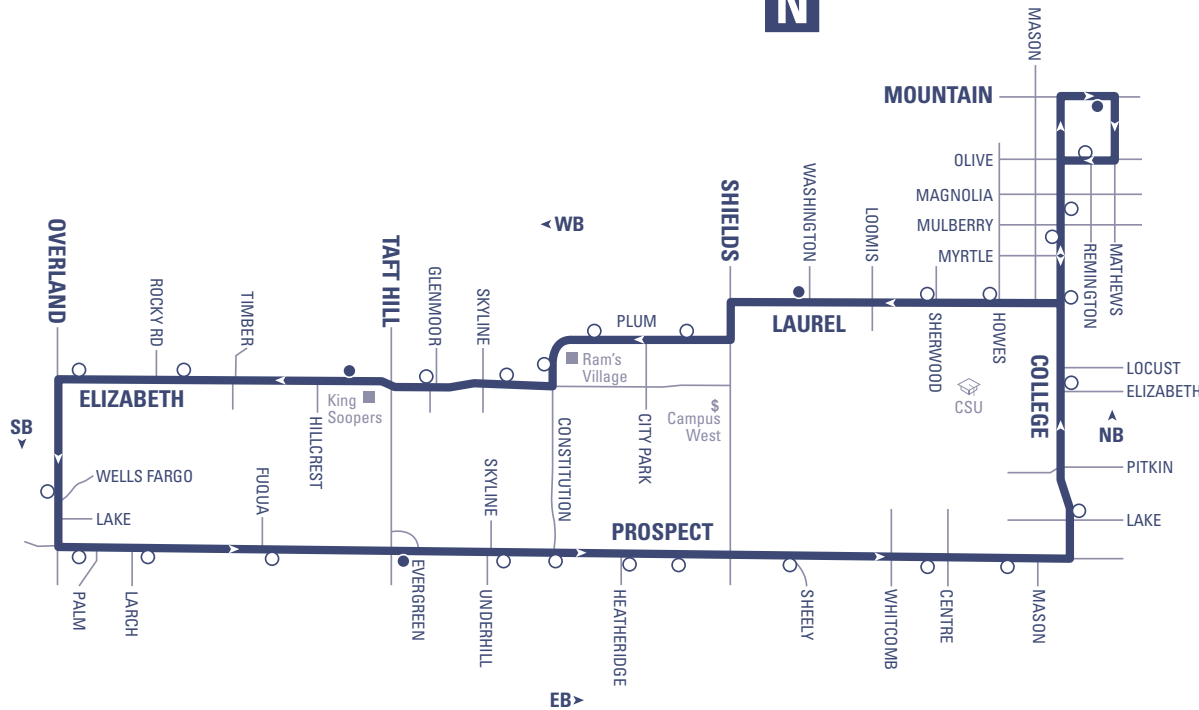 N
MASON
MOUNTAIN
OLIVE
MAGNOLIA
MULBERRY
MYRTLE
REMINGTON
MATHEWS
WASHINGTON
LOOMIS
SHIELDS
◄ WB
OVERLAND
ROCKY RD
TIMBER
TAFT HILL
GLENMOOR
SKYLINE
PLUM
LAUREL
SHERWOOD
HOWES
COLLEGE
LOCUST
ELIZABETH
Ram's
Village
ELIZABETH
King
Soopers
HILLCREST
$
Campus
West
CITY PARK
CONSTITUTION
CSU
NB
SB
WELLS FARGO
FUQUA
SKYLINE
PITKIN
LAKE
LAKE
PROSPECT
PALM
LARCH
EVERGREEN
UNDERHILL
HEATHERIDGE
SHEELY
WHITCOMB
CENTRE
MASON
EB►